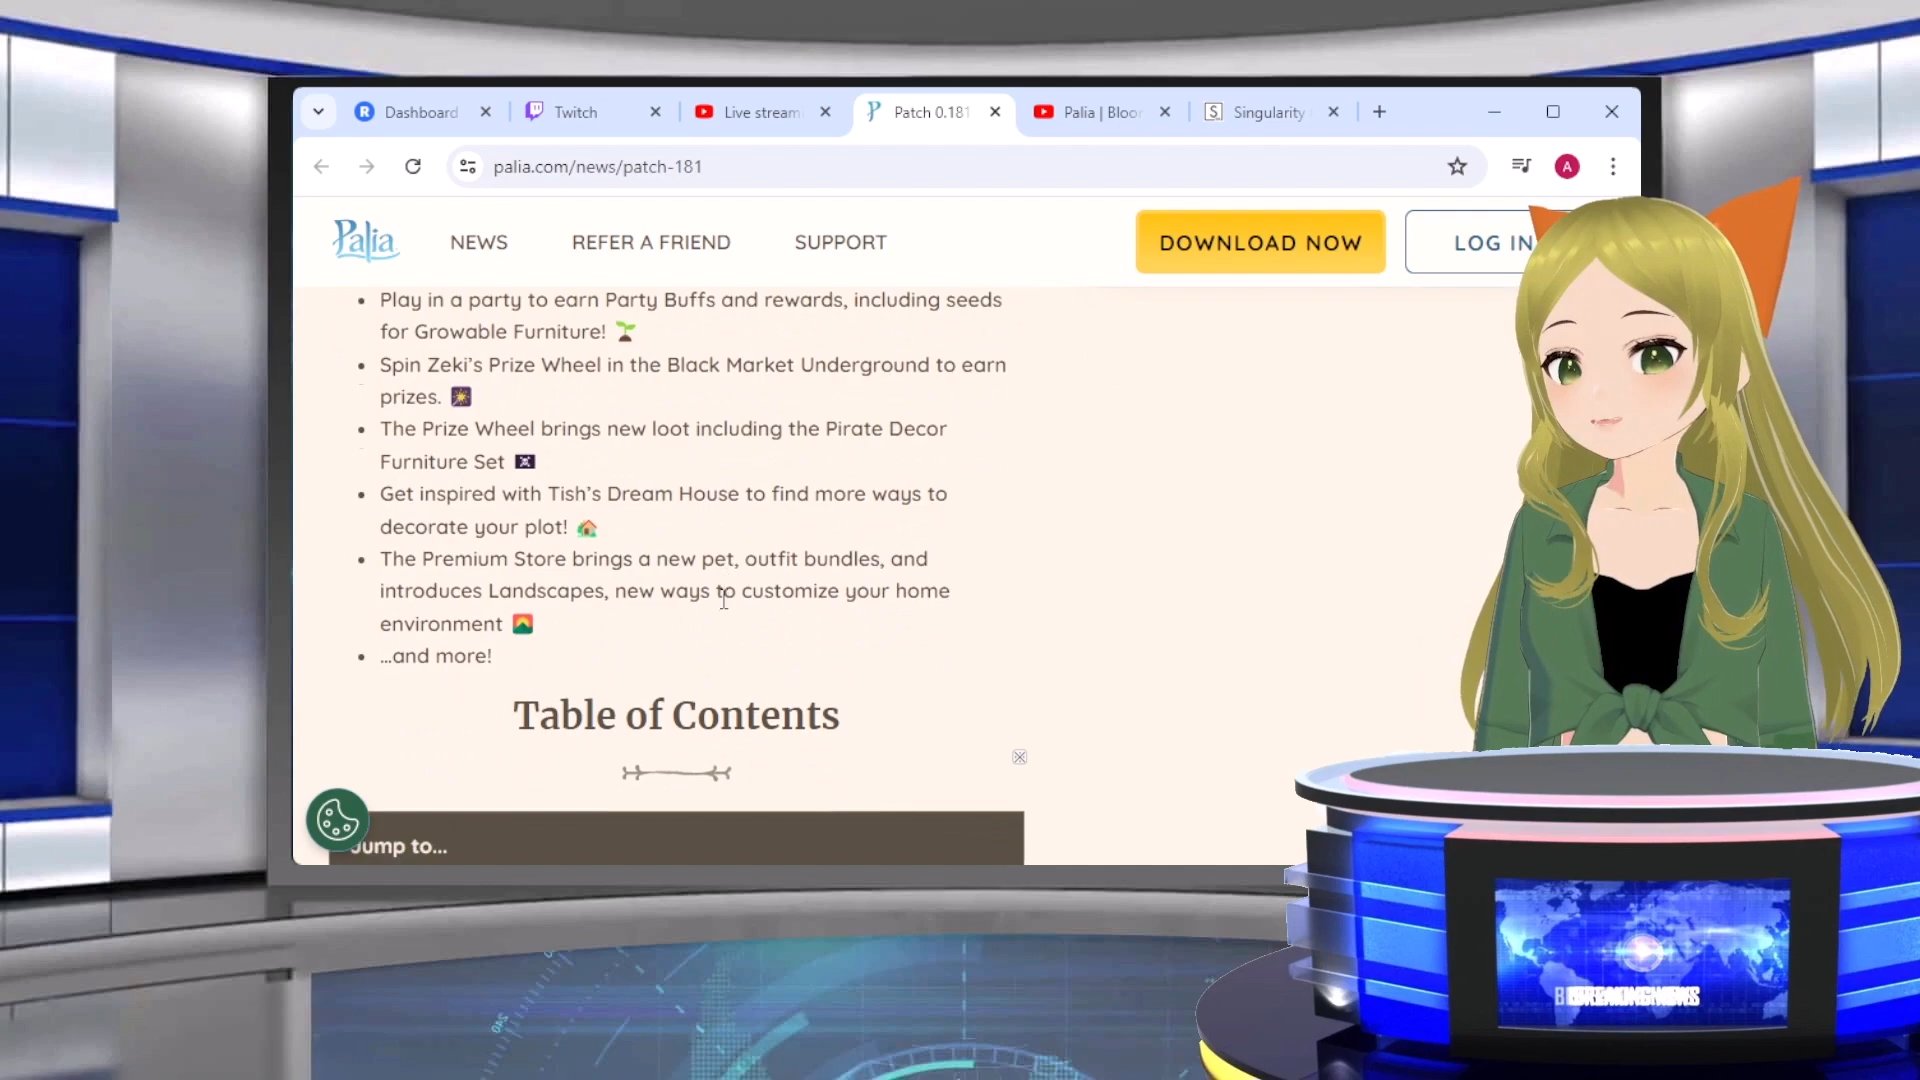 Dashboard
Twitch
Live stream
Patch 0.181
Palia | Bloo
Singularity
palia.com/news/patch-181
A
Palia
NEWS
REFER A FRIEND
SUPPORT
DOWNLOAD NOW
LOG IN
• Play in a party to earn Party Buffs and rewards, including seeds
for Growable Furniture! 🌱
• Spin Zeki’s Prize Wheel in the Black Market Underground to earn
prizes. 🎆
• The Prize Wheel brings new loot including the Pirate Decor
Furniture Set 🏴‍☠️
• Get inspired with Tish’s Dream House to find more ways to
decorate your plot! 🏠
• The Premium Store brings a new pet, outfit bundles, and
introduces Landscapes, new ways to customize your home
environment 🌄
• ...and more!
Table of Contents
Jump to...